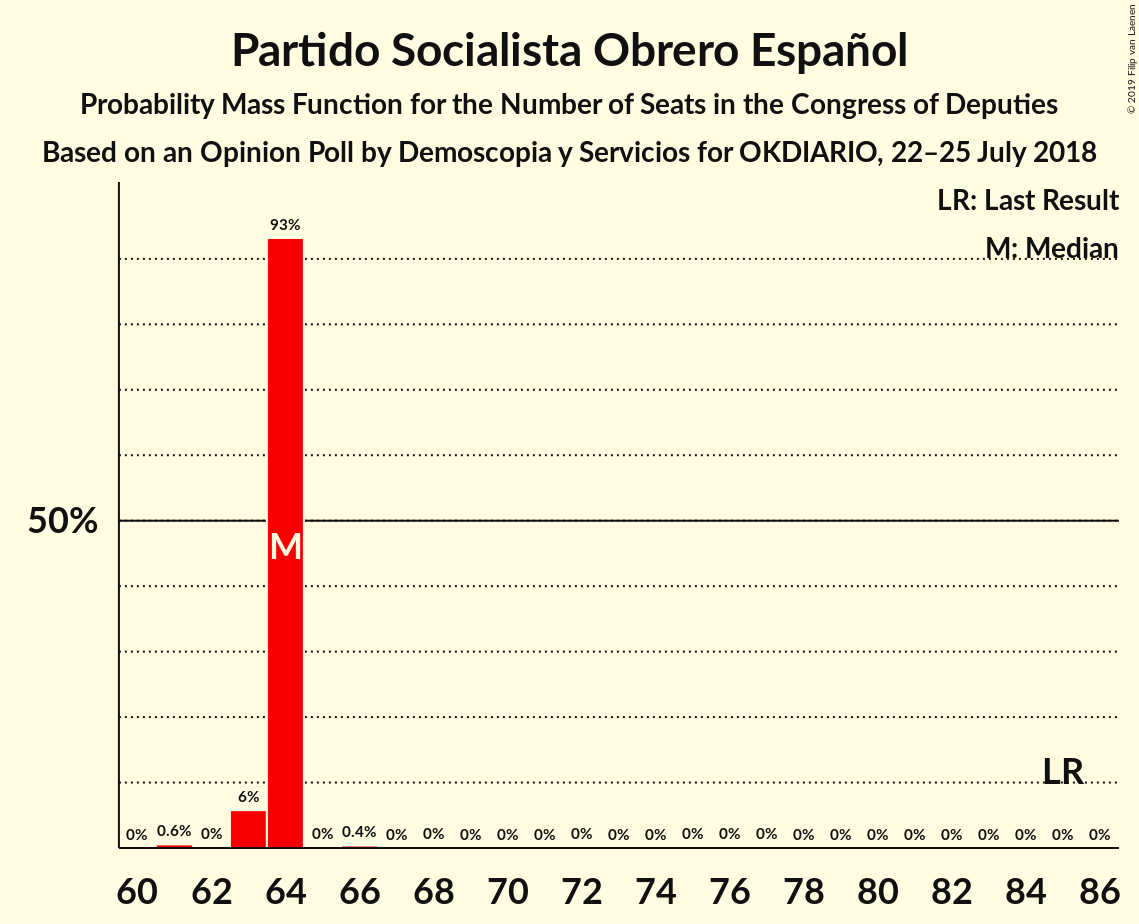 Partido Socialista Obrero Español
Probability Mass Function for the Number of Seats in the Congress of Deputies
Based on an Opinion Poll by Demoscopia y Servicios for OKDIARIO, 22–25 July 2018
© 2019 Filip van Laenen
LR: Last Result
M: Median
93%
50%
M
LR
6%
0% 0.6% 0% 0% 0.4% 0% 0% 0% 0% 0% 0% 0% 0% 0% 0% 0% 0% 0% 0% 0% 0% 0% 0% 0% 0%
60 62 64 66 68 70 72 74 76 78 80 82 84 86